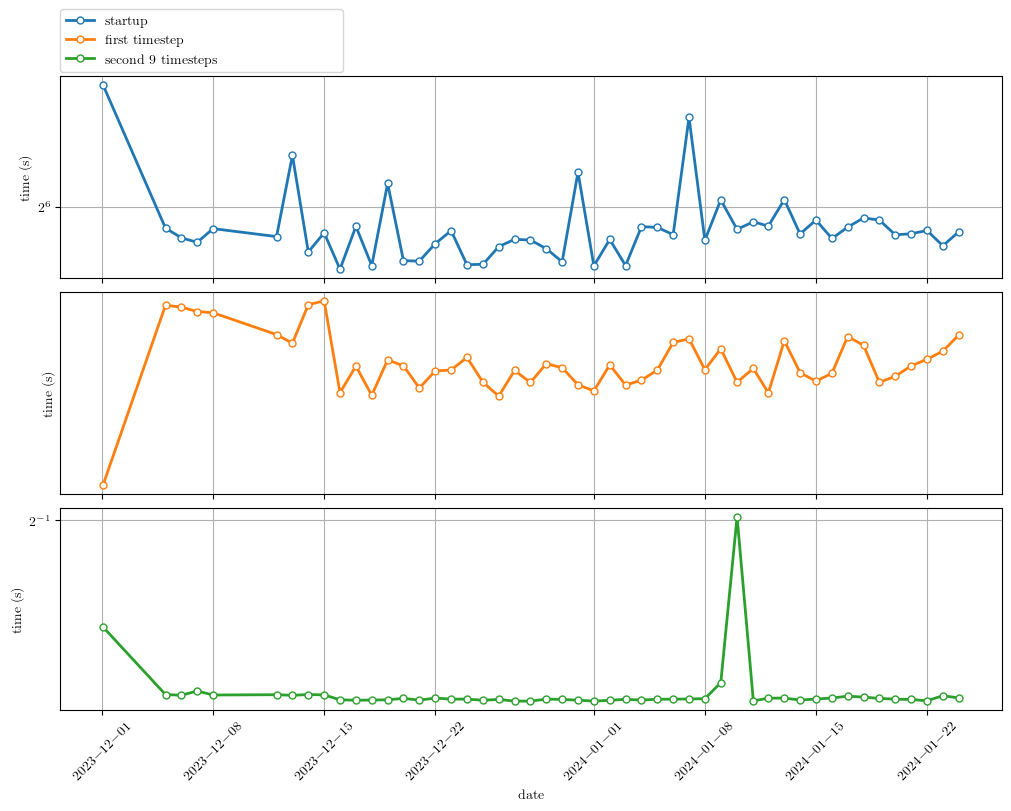 startup
first timestep
second 9 timesteps
time (s)
2^6
time (s)
2^−1
time (s)
2023−12−01
2023−12−08
2023−12−15
2023−12−22
2024−01−01
2024−01−08
2024−01−15
2024−01−22
date